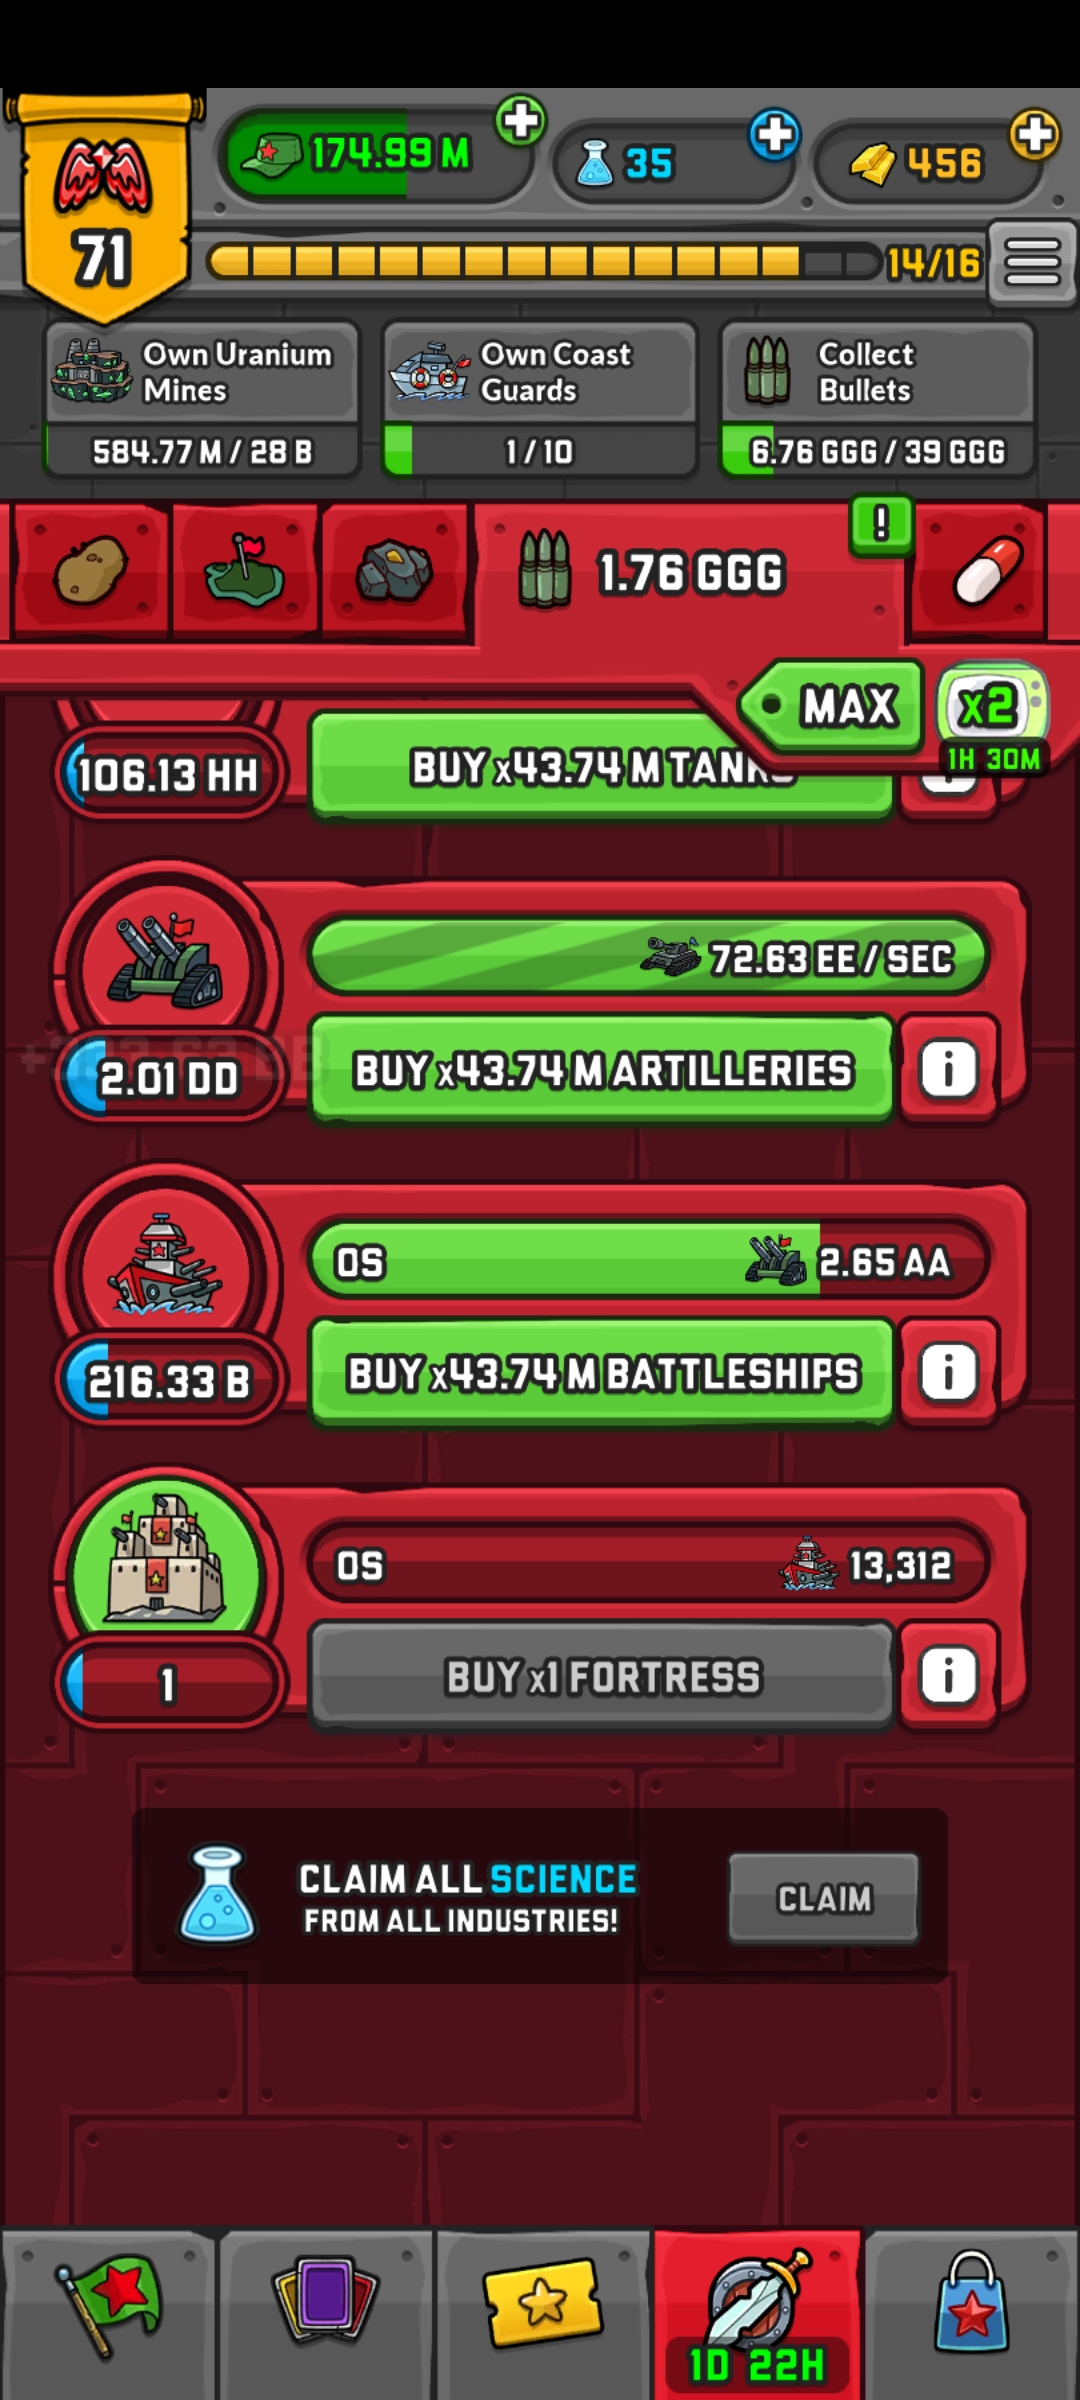 174.99 M
35
456
71
14/16
Own Uranium
Mines
584.77 M / 28 B
Own Coast
Guards
1 / 10
Collect
Bullets
6.76 GGG / 39 GGG
!
1.76 GGG
MAX
x2
1H 30M
106.13 HH
BUY x43.74 M TANKS
72.63 EE / SEC
2.01 DD
BUY x43.74 M ARTILLERIES
i
0S
2.65 AA
216.33 B
BUY x43.74 M BATTLESHIPS
i
0S
13,312
1
BUY x1 FORTRESS
i
CLAIM ALL SCIENCE
FROM ALL INDUSTRIES!
CLAIM
1D 22H